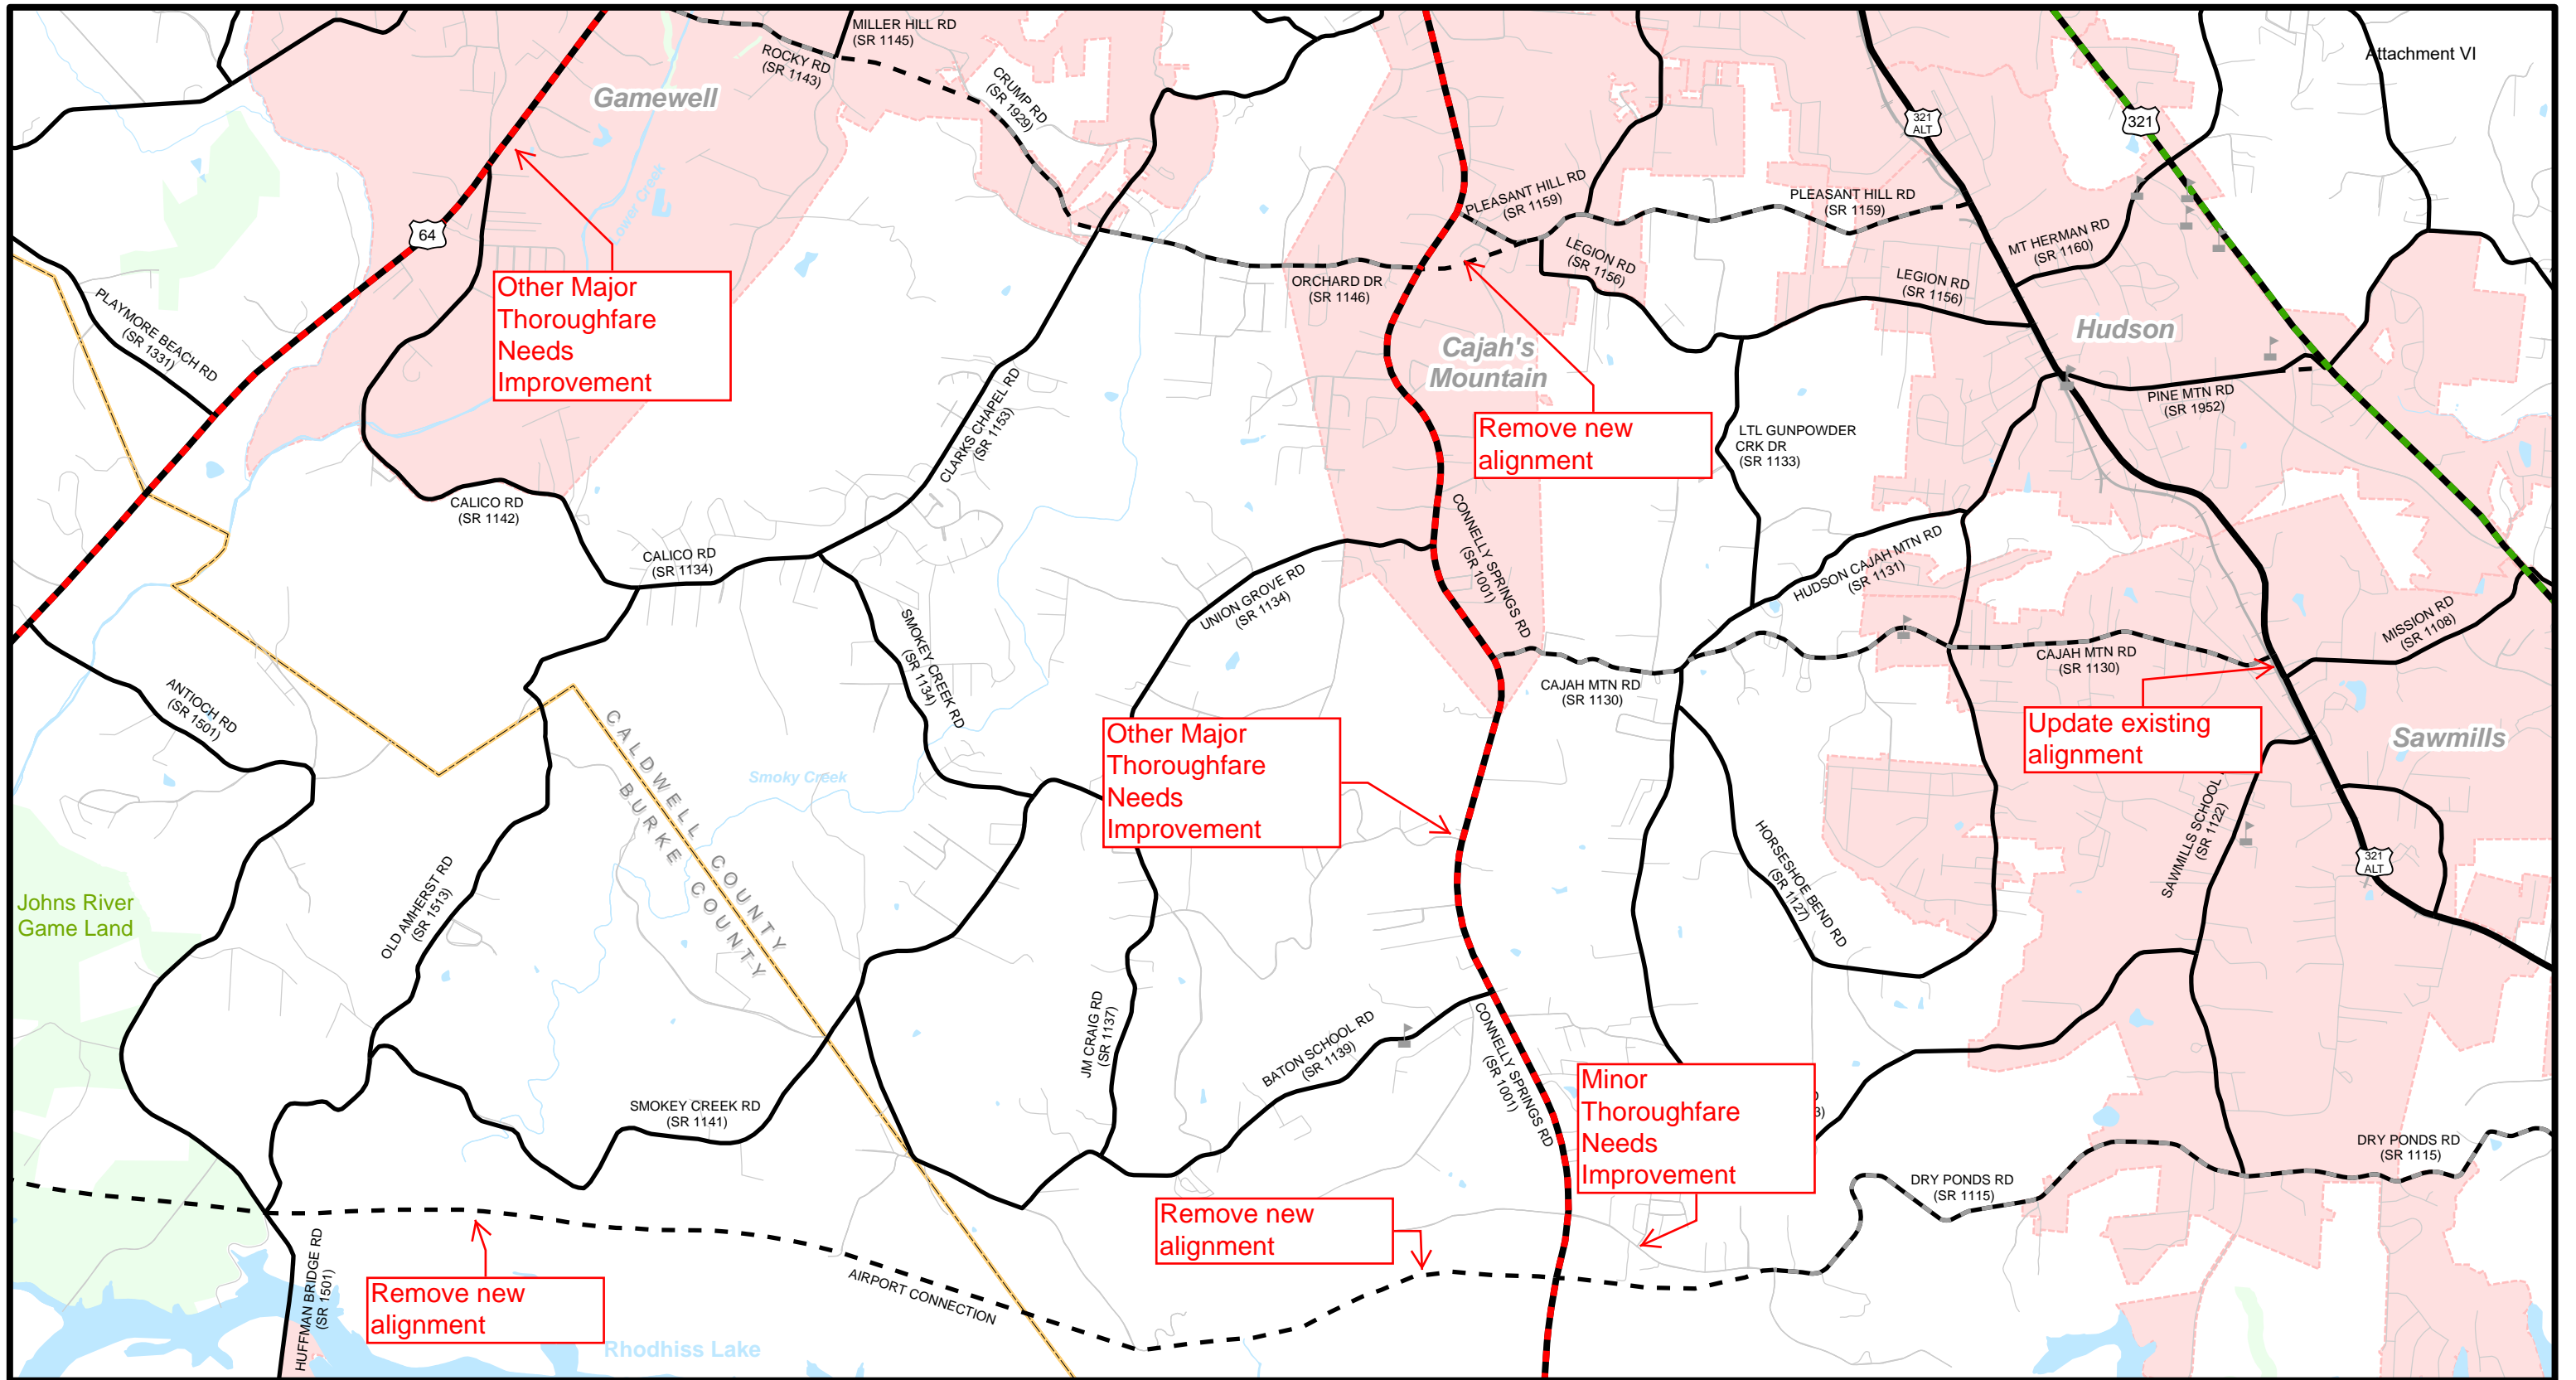 MILLER HILL RD
(SR 1145)
Attachment VI
ROCKY RD
(SR 1143)
Gamewell
CRUMP RD
(SR 1929)
321
ALT
321
Lower Creek
PLEASANT HILL RD
(SR 1159)
PLEASANT HILL RD
(SR 1159)
64
MT HERMAN RD
(SR 1160)
LEGION RD
(SR 1156)
ORCHARD DR
(SR 1146)
LEGION RD
(SR 1156)
Other Major
Thoroughfare
Needs
Improvement
PLAYMORE BEACH RD
(SR 1331)
Hudson
Cajah's
Mountain
PINE MTN RD
(SR 1952)
CLARKS CHAPEL RD
(SR 1153)
Remove new
alignment
LTL GUNPOWDER
CRK DR
(SR 1133)
CALICO RD
(SR 1142)
CALICO RD
(SR 1134)
CONNELLY SPRINGS RD
(SR 1001)
HUDSON CAJAH MTN RD
(SR 1131)
UNION GROVE RD
(SR 1134)
MISSION RD
(SR 1108)
SMOKEY CREEK RD
(SR 1134)
CAJAH MTN RD
(SR 1130)
CAJAH MTN RD
(SR 1130)
ANTIOCH RD
(SR 1501)
Update existing
alignment
Sawmills
CALDWELL COUNTY
BURKE COUNTY
Smoky Creek
Other Major
Thoroughfare
Needs
Improvement
SAWMILLS SCHOOL
(SR 1122)
HORSESHOE BEND RD
(SR 1127)
321
ALT
OLD AMHERST RD
(SR 1513)
Johns River
Game Land
JM CRAIG RD
(SR 1137)
BATON SCHOOL RD
(SR 1139)
CONNELLY SPRINGS RD
(SR 1001)
Minor
Thoroughfare
Needs
Improvement
3)
SMOKEY CREEK RD
(SR 1141)
DRY PONDS RD
(SR 1115)
DRY PONDS RD
(SR 1115)
Remove new
alignment
HUFFMAN BRIDGE RD
(SR 1501)
AIRPORT CONNECTION
Remove new
alignment
Rhodhiss Lake